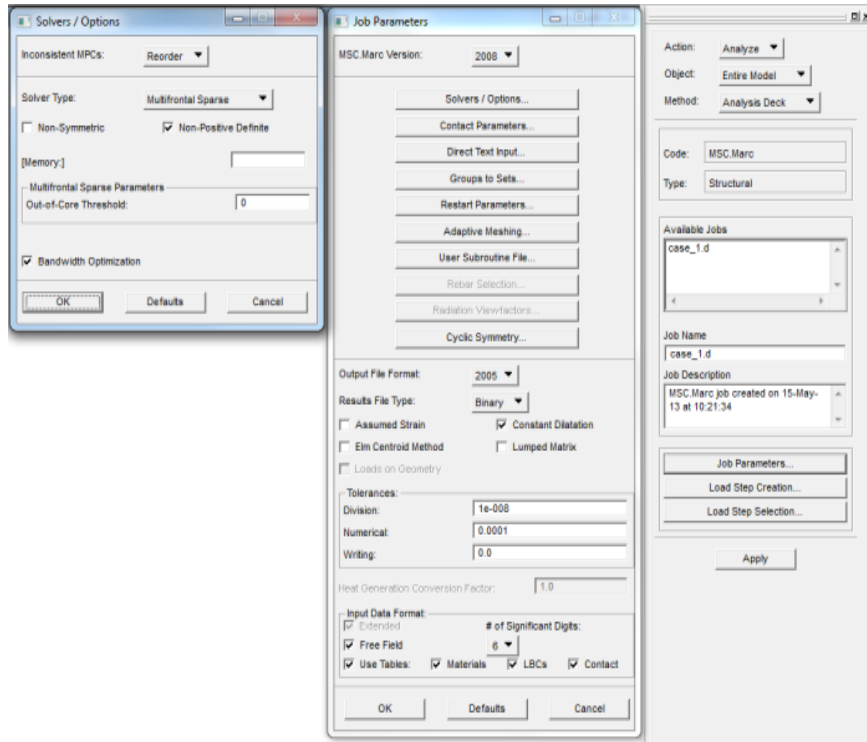 Solvers / Options
Inconsistent MPCs: Reorder
Solver Type: Multifrontal Sparse
Non-Symmetric Non-Positive Definite
[Memory:]
Multifrontal Sparse Parameters
Out-of-Core Threshold: 0
Bandwidth Optimization
OK Defaults Cancel
Job Parameters
MSC.Marc Version: 2008
Solvers / Options...
Contact Parameters...
Direct Text Input...
Groups to Sets...
Restart Parameters...
Adaptive Meshing...
User Subroutine File...
Rebar Selection...
Radiation Viewfactors...
Cyclic Symmetry...
Output File Format: 2005
Results File Type: Binary
Assumed Strain Constant Dilatation
Elm Centroid Method Lumped Matrix
Loads on Geometry
Tolerances:
Division: 1e-008
Numerical: 0.0001
Writing: 0.0
Heat Generation Conversion Factor: 1.0
Input Data Format:
Extended # of Significant Digits:
Free Field 6
Use Tables: Materials LBCs Contact
OK Defaults Cancel
Action: Analyze
Object: Entire Model
Method: Analysis Deck
Code: MSC.Marc
Type: Structural
Available Jobs
case_1.d
Job Name
case_1.d
Job Description
MSC.Marc job created on 15-May-
13 at 10:21:34
Job Parameters...
Load Step Creation...
Load Step Selection...
Apply